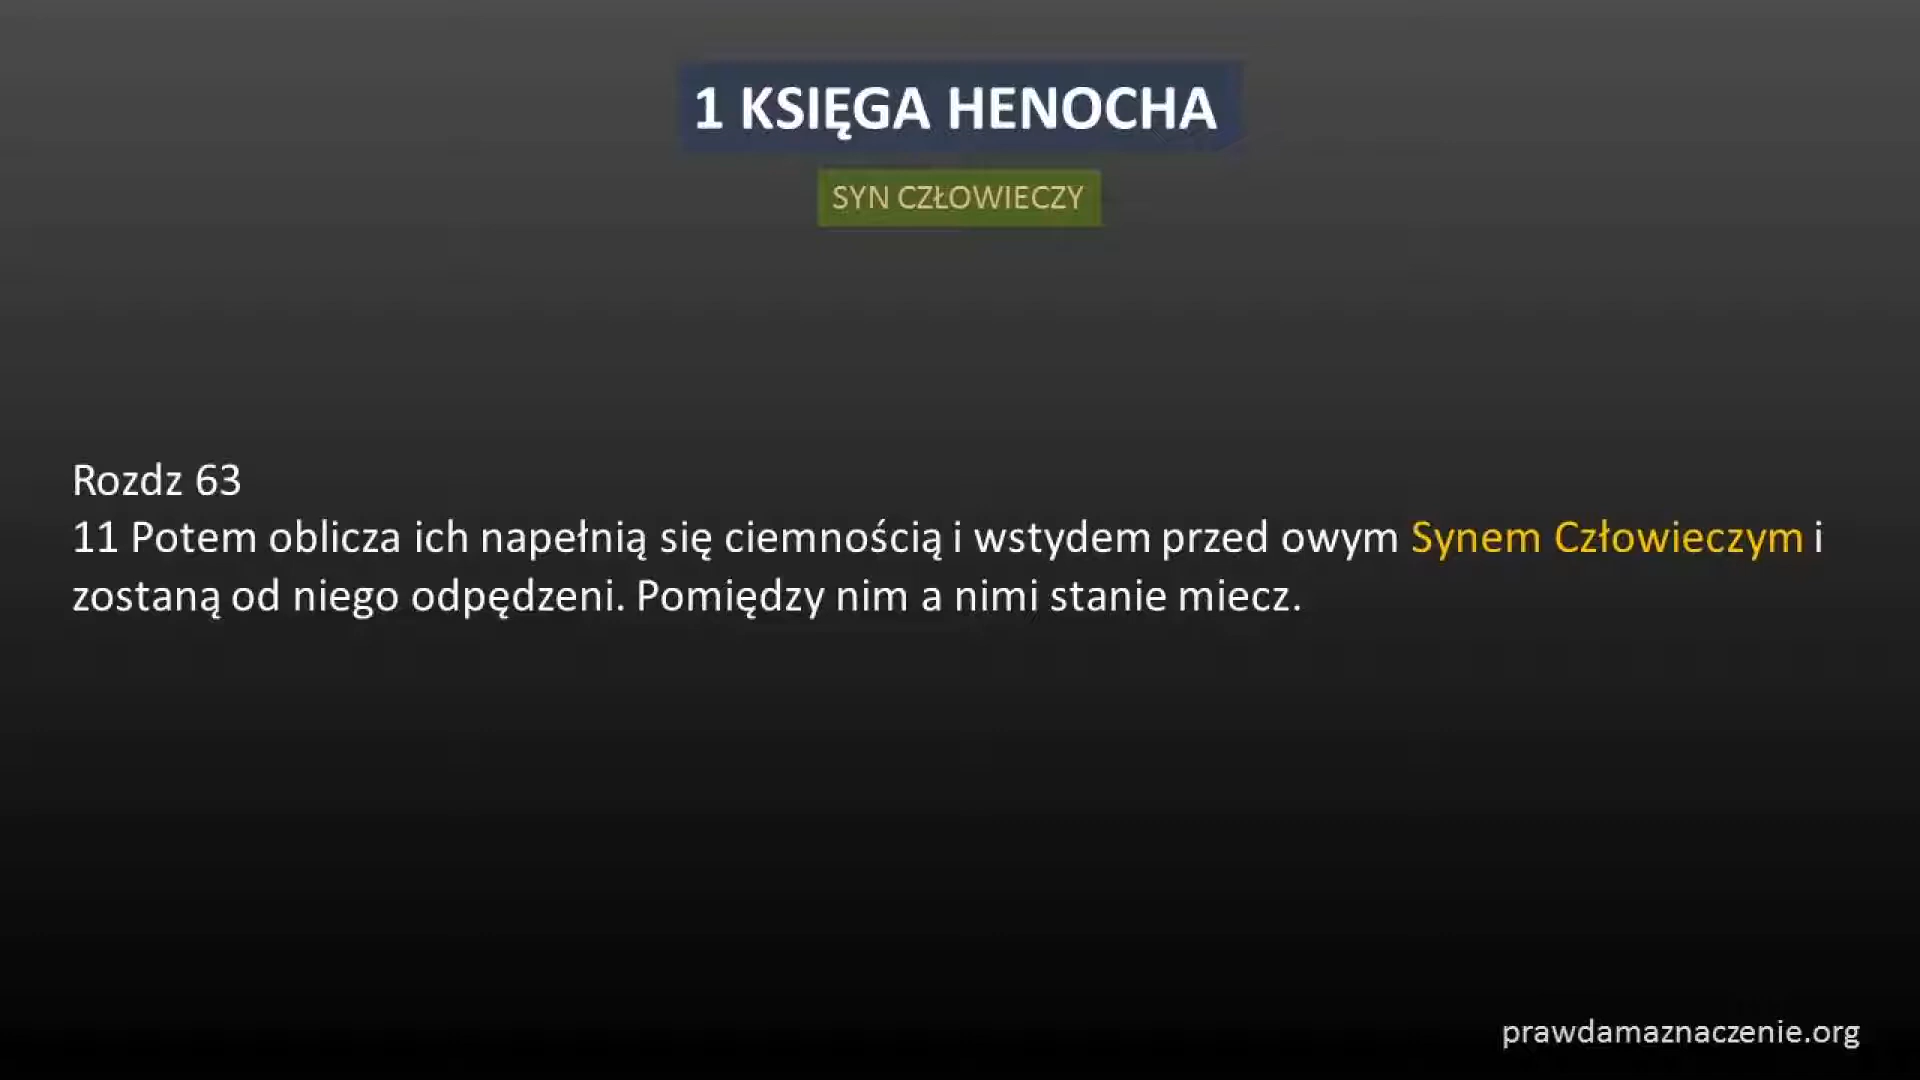 1 KSIĘGA HENOCHA
SYN CZŁOWIECZY
Rozdz 63
11 Potem oblicza ich napełnią się ciemnością i wstydem przed owym Synem Człowieczym i
zostaną od niego odpędzeni. Pomiędzy nim a nimi stanie miecz.
prawdamaznaczenie.org